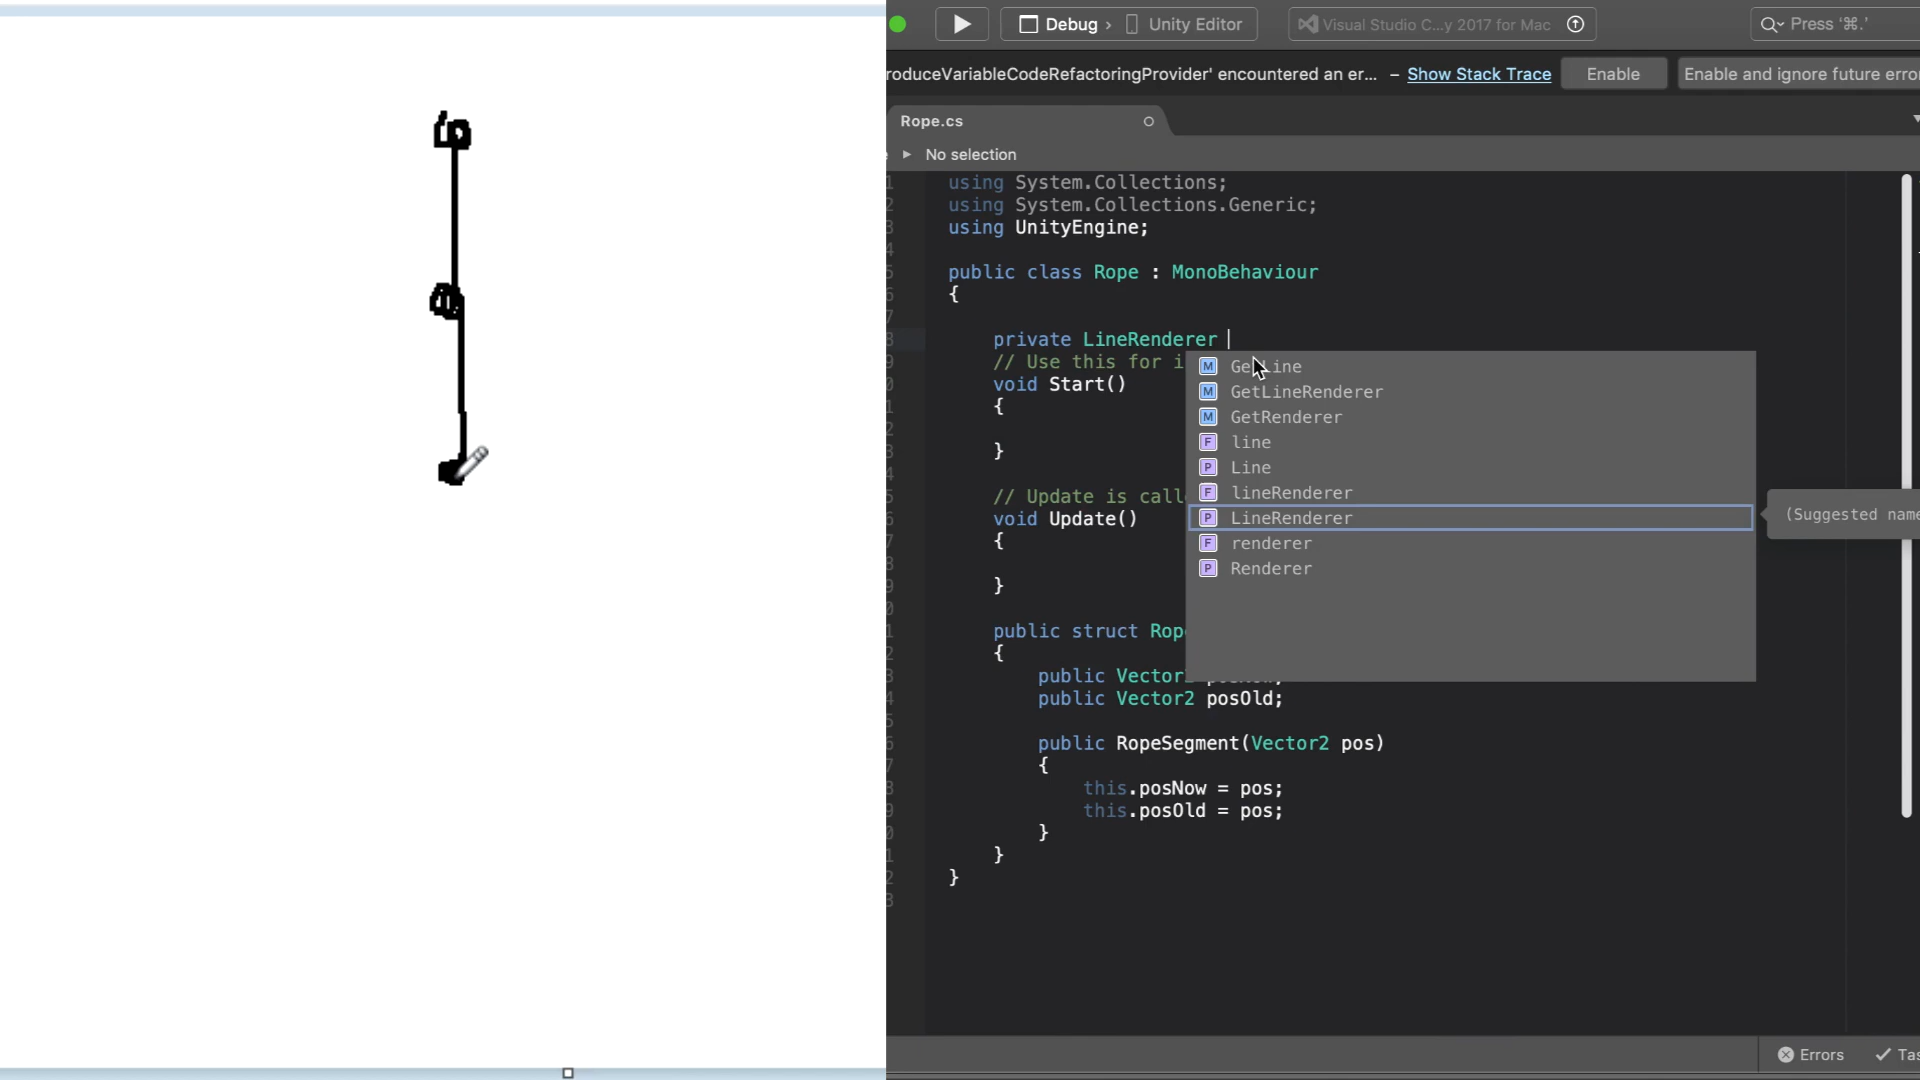 Debug › Unity Editor
Visual Studio C...y 2017 for Mac
Press '⌘.'
roduceVariableCodeRefactoringProvider' encountered an er... – Show Stack Trace
Enable
Enable and ignore future erro
Rope.cs
No selection
using System.Collections;
using System.Collections.Generic;
using UnityEngine;
public class Rope : MonoBehaviour
{
private LineRenderer
// Use this for i
void Start()
{
}
// Update is call
void Update()
{
}
public struct Rop
{
public Vector
public Vector2 posOld;
public RopeSegment(Vector2 pos)
{
this.posNow = pos;
this.posOld = pos;
}
}
}
M GetLine
M GetLineRenderer
M GetRenderer
F line
P Line
F lineRenderer
P LineRenderer
F renderer
P Renderer
(Suggested name
Errors
Tas